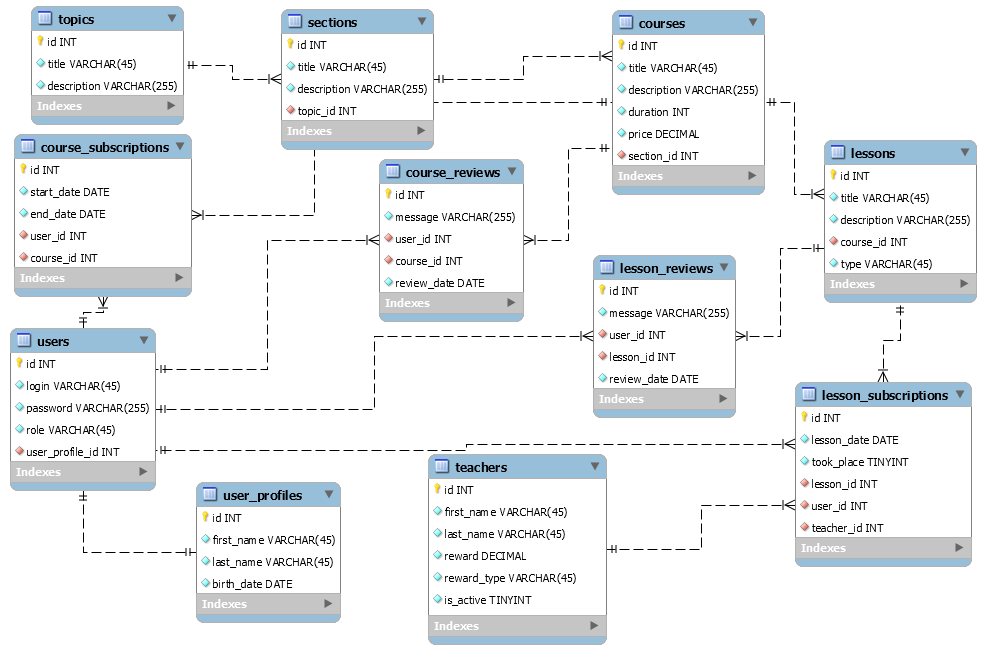 topics
id INT
title VARCHAR(45)
description VARCHAR(255)
Indexes
sections
id INT
title VARCHAR(45)
description VARCHAR(255)
topic_id INT
Indexes
courses
id INT
title VARCHAR(45)
description VARCHAR(255)
duration INT
price DECIMAL
section_id INT
Indexes
course_subscriptions
id INT
start_date DATE
end_date DATE
user_id INT
course_id INT
Indexes
course_reviews
id INT
message VARCHAR(255)
user_id INT
course_id INT
review_date DATE
Indexes
lessons
id INT
title VARCHAR(45)
description VARCHAR(255)
course_id INT
type VARCHAR(45)
Indexes
lesson_reviews
id INT
message VARCHAR(255)
user_id INT
lesson_id INT
review_date DATE
Indexes
users
id INT
login VARCHAR(45)
password VARCHAR(255)
role VARCHAR(45)
user_profile_id INT
Indexes
lesson_subscriptions
id INT
lesson_date DATE
took_place TINYINT
lesson_id INT
user_id INT
teacher_id INT
Indexes
user_profiles
id INT
first_name VARCHAR(45)
last_name VARCHAR(45)
birth_date DATE
Indexes
teachers
id INT
first_name VARCHAR(45)
last_name VARCHAR(45)
reward DECIMAL
reward_type VARCHAR(45)
is_active TINYINT
Indexes